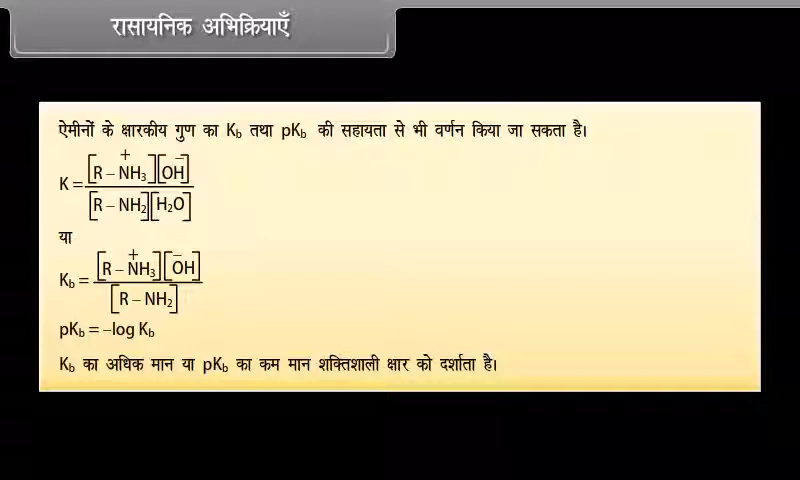 रासायनिक अभिक्रियाएँ
ऐमीनों के क्षारकीय गुण का K_b तथा pK_b की सहायता से भी वर्णन किया जा सकता है।
K = [R – N⁺H₃][O⁻H] / [R – NH₂][H₂O]
या
K_b = [R – N⁺H₃][O⁻H] / [R – NH₂]
pK_b = –log K_b
K_b का अधिक मान या pK_b का कम मान शक्तिशाली क्षार को दर्शाता है।